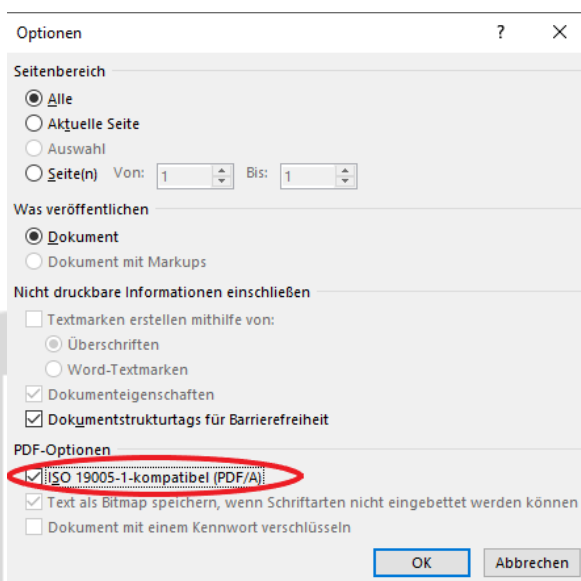 Optionen ?
Seitenbereich
Alle
Aktuelle Seite
Auswahl
Seite(n) Von: 1 Bis: 1
Was veröffentlichen
Dokument
Dokument mit Markups
Nicht druckbare Informationen einschließen
Textmarken erstellen mithilfe von:
Überschriften
Word-Textmarken
Dokumenteigenschaften
Dokumentstrukturtags für Barrierefreiheit
PDF-Optionen
ISO 19005-1-kompatibel (PDF/A)
Text als Bitmap speichern, wenn Schriftarten nicht eingebettet werden können
Dokument mit einem Kennwort verschlüsseln
OK Abbrechen